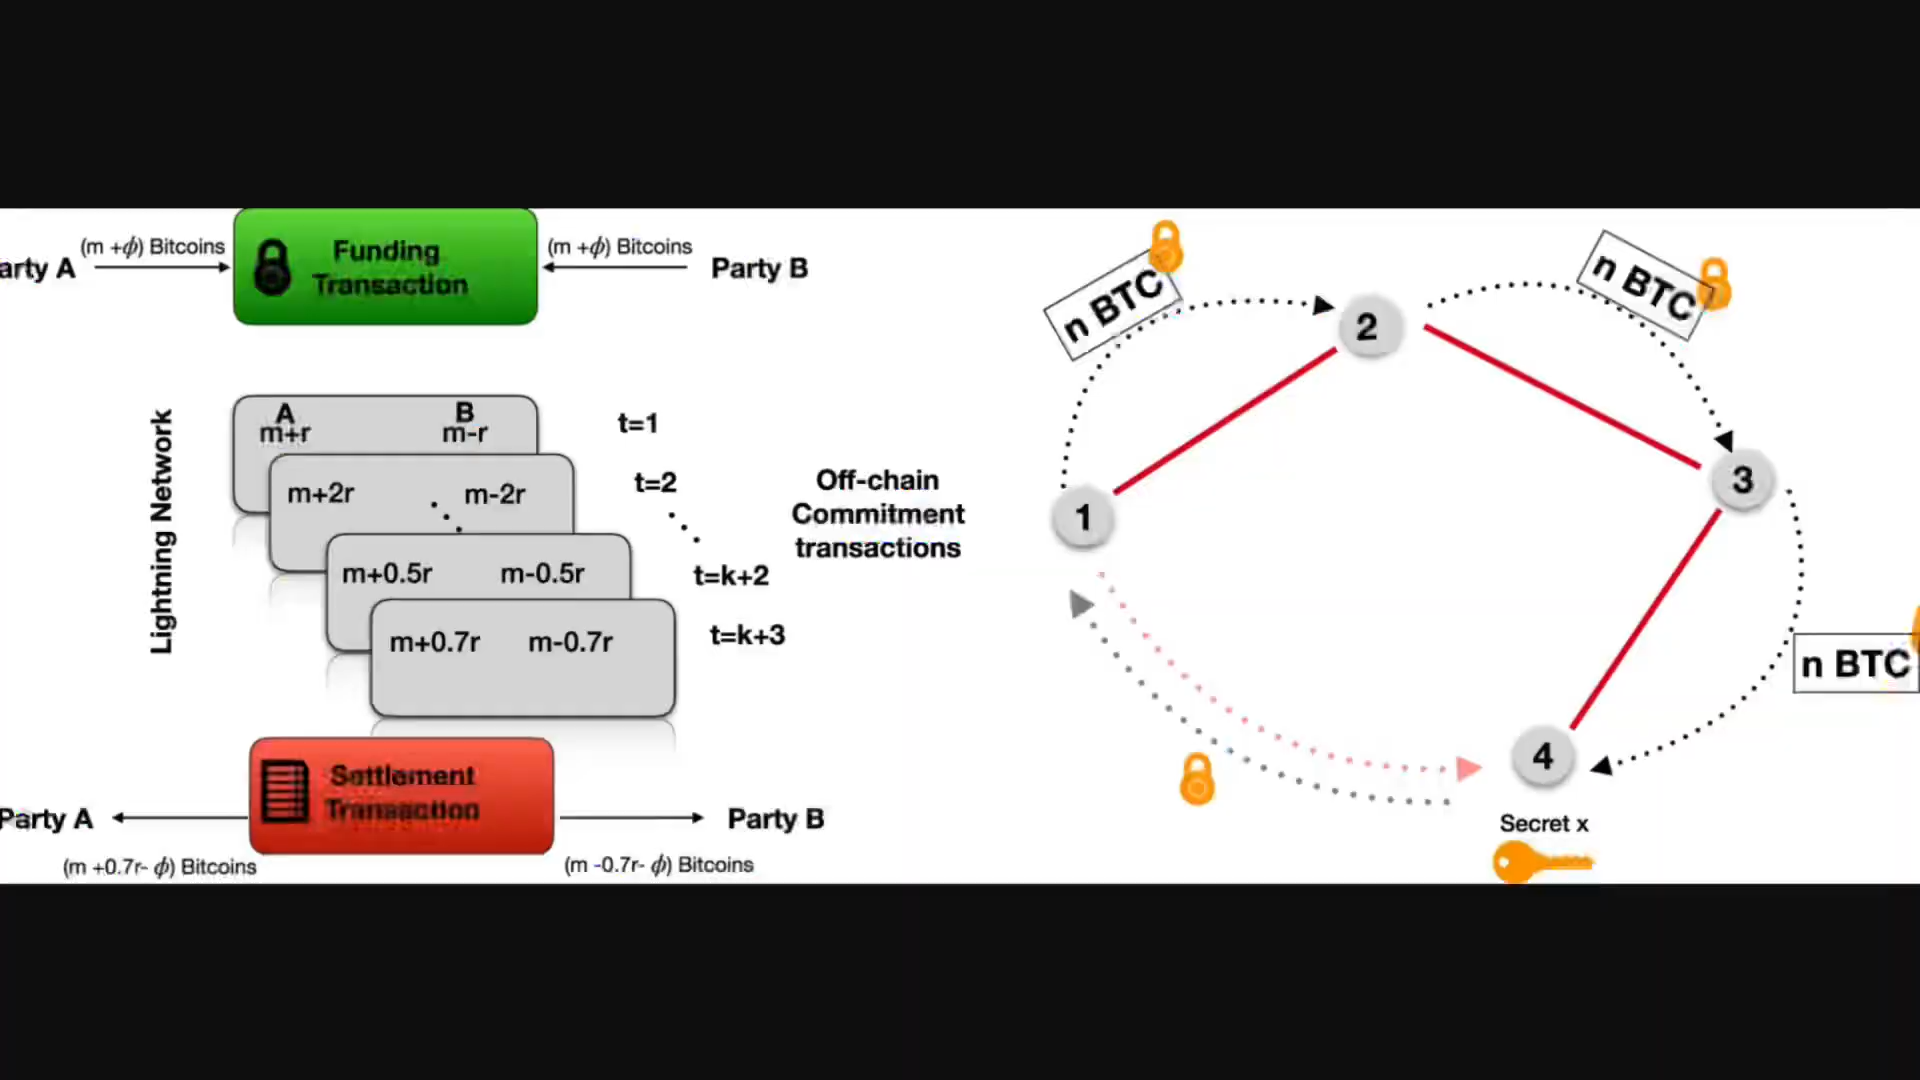 (m +ϕ) Bitcoins
arty A
Funding
Transaction
(m +ϕ) Bitcoins
Party B
Lightning Network
A B
m+r m-r
t=1
m+2r m-2r
t=2
m+0.5r m-0.5r
t=k+2
m+0.7r m-0.7r
t=k+3
Off-chain
Commitment
transactions
Settlement
Transaction
Party A
Party B
(m +0.7r- ϕ) Bitcoins
(m -0.7r- ϕ) Bitcoins
n BTC
2
n BTC
1
3
n BTC
4
Secret x